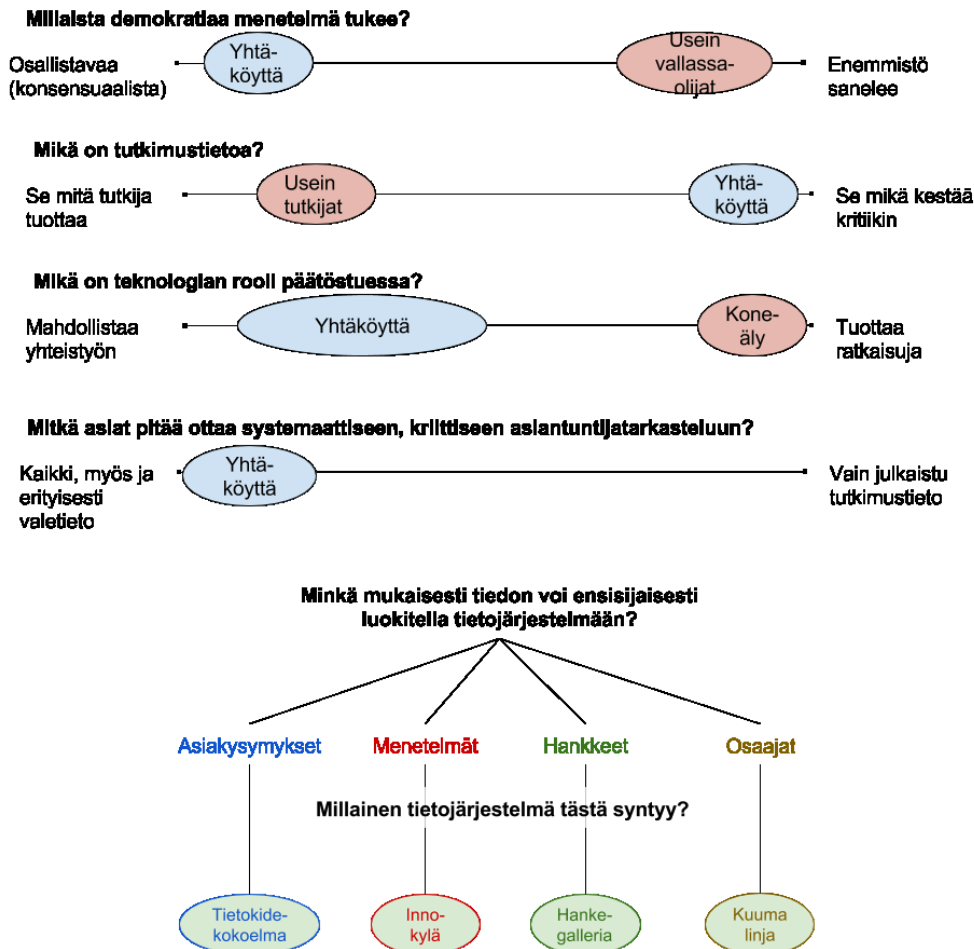 Millaista demokratiaa menetelmä tukee?
Osallistavaa
(konsensuaalista)
Yhtä-
köyttä
Usein
vallassa-
olijat
Enemmistö
sanelee
Mikä on tutkimustietoa?
Se mitä tutkija
tuottaa
Usein
tutkijat
Yhtä-
köyttä
Se mikä kestää
kritiikin
Mikä on teknologian rooli päätöstuessa?
Mahdollistaa
yhteistyön
Yhtäköyttä
Kone-
äly
Tuottaa
ratkaisuja
Mitkä asiat pitää ottaa systemaattiseen, kriittiseen asiantuntijatarkasteluun?
Kaikki, myös ja
erityisesti
valetieto
Yhtä-
köyttä
Vain julkaistu
tutkimustieto
Minkä mukaisesti tiedon voi ensisijaisesti
luokitella tietojärjestelmään?
Asiakysymykset
Menetelmät
Hankkeet
Osaajat
Millainen tietojärjestelmä tästä syntyy?
Tietokide-
kokoelma
Inno-
kylä
Hanke-
galleria
Kuuma
linja